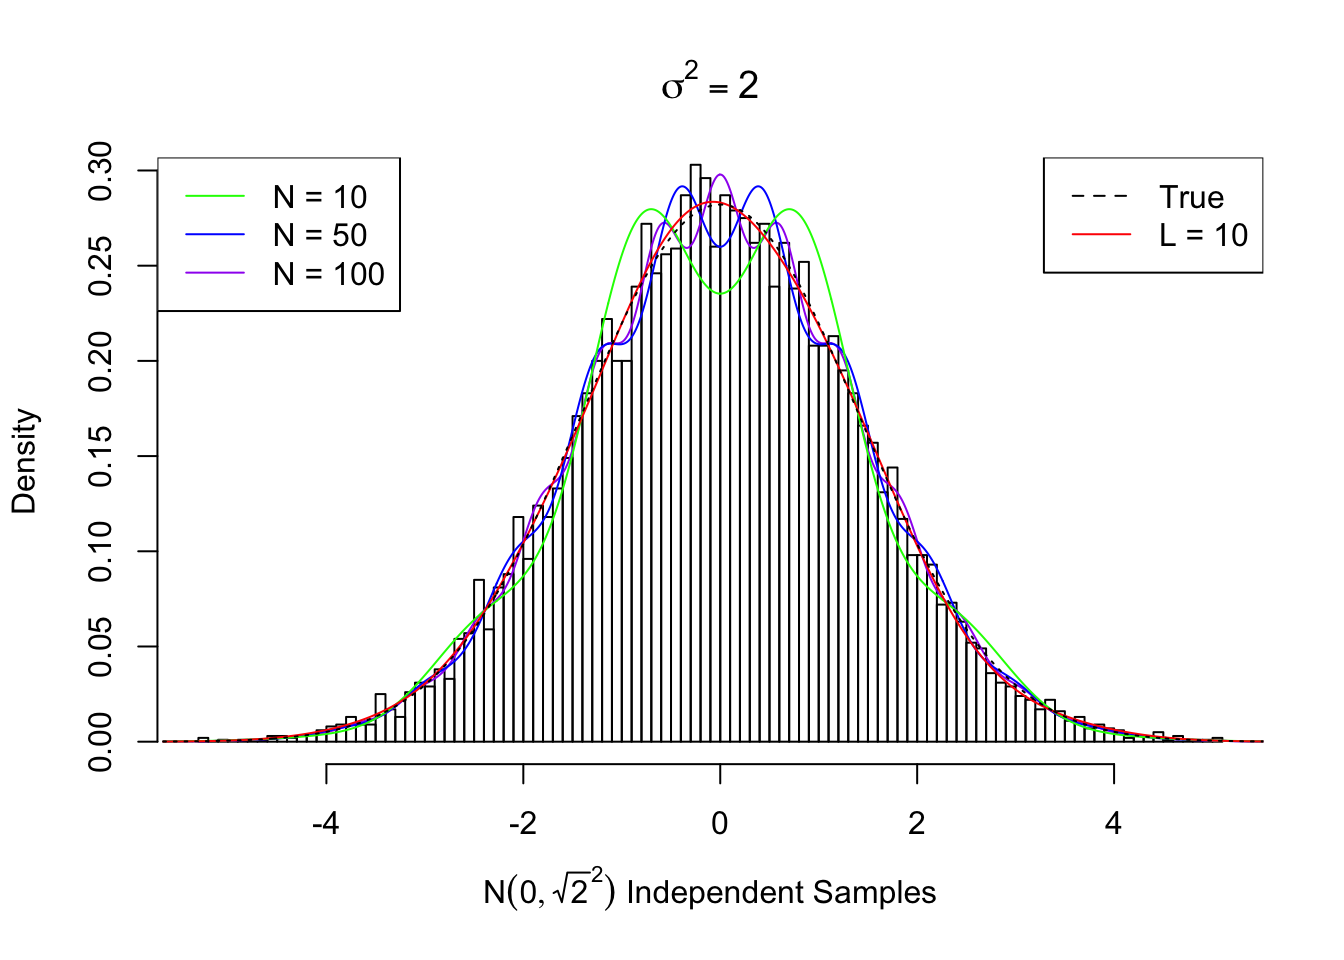 σ² = 2
N = 10
N = 50
N = 100
True
L = 10
Density
0.30
0.25
0.20
0.15
0.10
0.05
0.00
-4 -2 0 2 4
N(0, √2²) Independent Samples